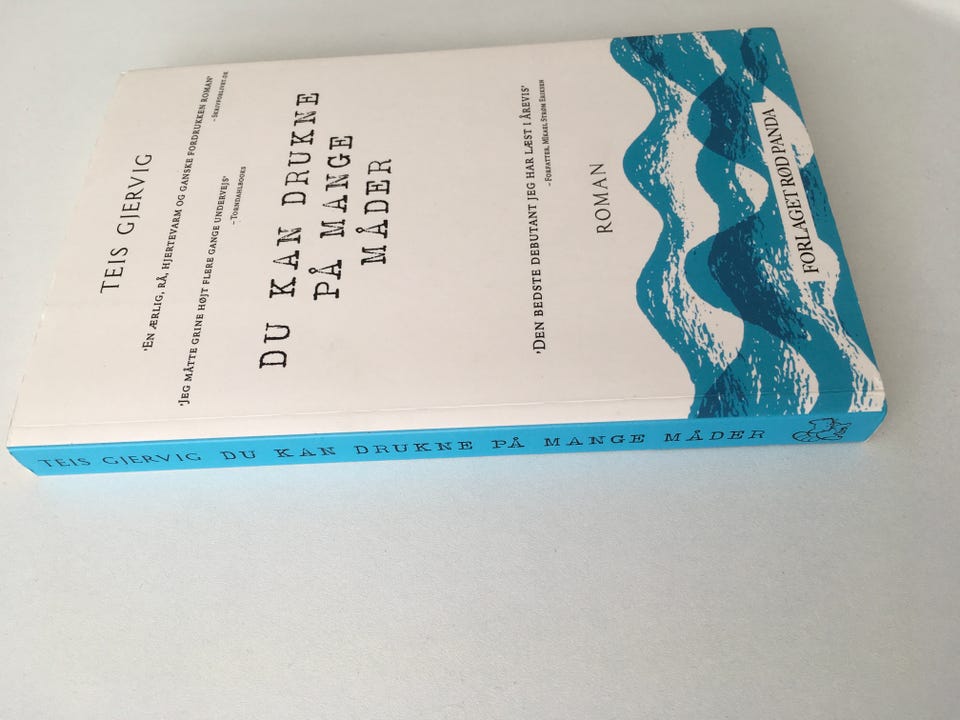 TEIS GJERVIG
'EN ÆRLIG, RÅ, HJERTEVARM OG GANSKE FORDRUKKEN ROMAN'
- SKRIVFORLIVET.DK
'JEG MÅTTE GRINE HØJT FLERE GANGE UNDERVEJS'
- TORNDAHLBOOKS
DU KAN DRUKNE
PÅ MANGE
MÅDER
'DEN BEDSTE DEBUTANT JEG HAR LÆST I ÅREVIS'
- FORFATTER, MIKAEL STRØM ERIKSEN
ROMAN
FORLAGET RØD PANDA
TEIS GJERVIG DU KAN DRUKNE PÅ MANGE MÅDER